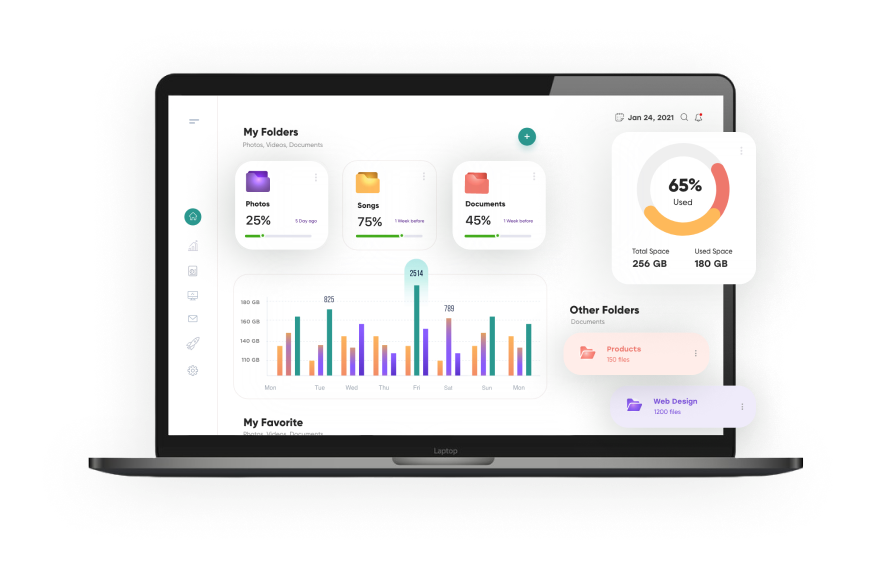 Jan 24, 2021
My Folders
Photos, Videos, Documents
+
Photos
25%
5 Day ago
Songs
75%
1 Week before
Documents
45%
1 Week before
65%
Used
Total Space
256 GB
Used Space
180 GB
2514
825
789
180 GB
160 GB
140 GB
110 GB
Mon
Tue
Wed
Thu
Fri
Sat
Sun
Mon
Other Folders
Documents
Products
150 files
Web Design
1200 files
My Favorite
Photos, Videos, Documents
Laptop